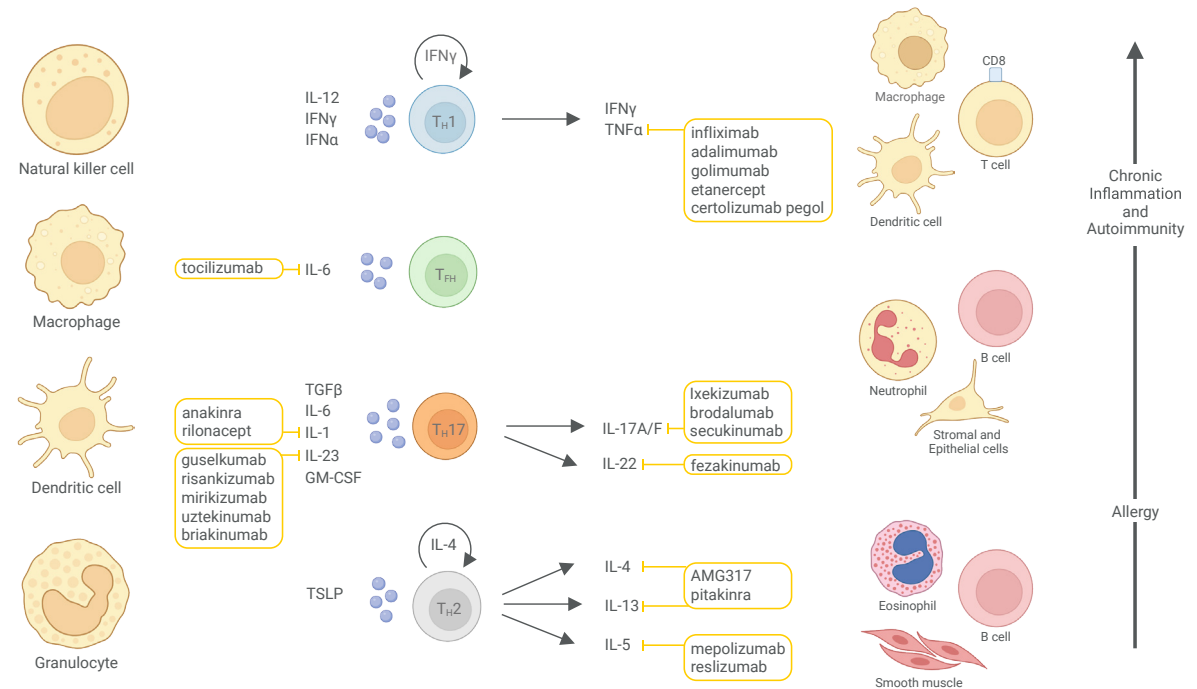 Natural killer cell
Macrophage
Dendritic cell
Granulocyte
IL-12
IFNγ
IFNα
IFNγ
TH1
IFNγ
TNFα
infliximab
adalimumab
golimumab
etanercept
certolizumab pegol
Macrophage
CD8
T cell
Dendritic cell
tocilizumab
IL-6
TFH
anakinra
rilonacept
guselkumab
risankizumab
mirikizumab
uztekinumab
briakinumab
TGFβ
IL-6
IL-1
IL-23
GM-CSF
TH17
IL-17A/F
IL-22
Ixekizumab
brodalumab
secukinumab
fezakinumab
B cell
Neutrophil
Stromal and
Epithelial cells
TSLP
IL-4
TH2
IL-4
IL-13
IL-5
AMG317
pitakinra
mepolizumab
reslizumab
Eosinophil
B cell
Smooth muscle
Chronic
Inflammation
and
Autoimmunity
Allergy